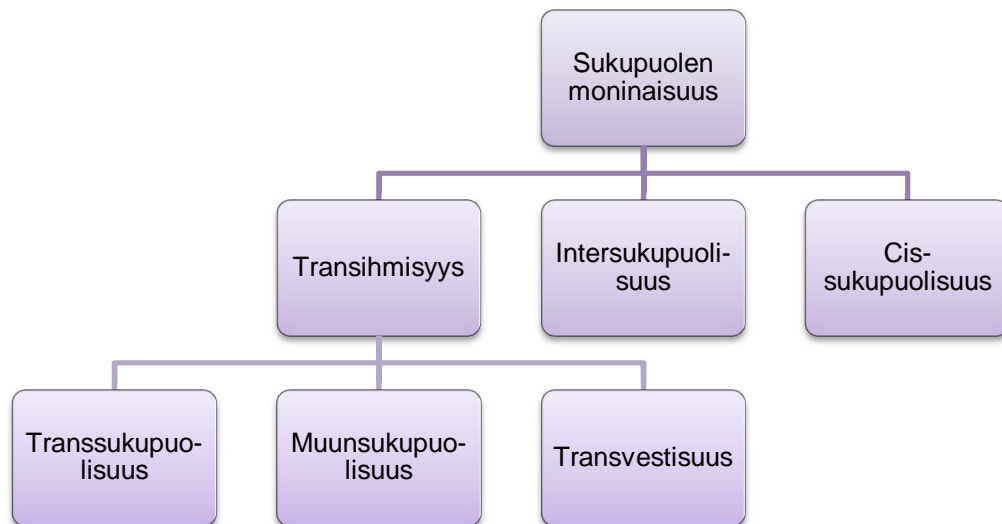 Sukupuolen
moninaisuus
Transihmisyys
Intersukupuoli-
suus
Cis-
sukupuolisuus
Transsukupuo-
lisuus
Muunsukupuo-
lisuus
Transvestisuus